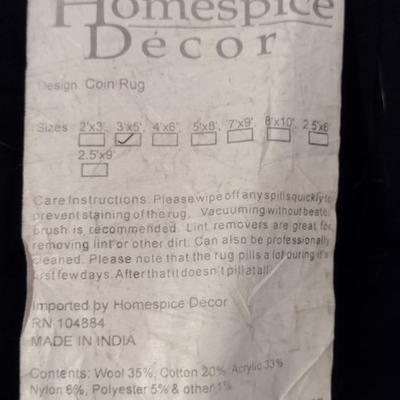 Homespice
Décor
Design: Coin Rug
Sizes 2'x3', 3'x5', 4'x6', 5'x8', 7'x9', 8'x10', 2.5'x6'
2.5'x9'
Care Instructions: Please wipe off any spills quickly to
prevent staining of the rug. Vacuuming without beater
brush is recommended. Lint removers are great for
removing lint or other dirt. Can also be professionally
cleaned. Please note that the rug pills a lot during it's
first few days. After that it doesn't pill at all.
Imported by Homespice Décor
RN 104884
MADE IN INDIA
Contents: Wool 35%, Cotton 20%, Acrylic 33%
Nylon 6%, Polyester 5% & other 1%